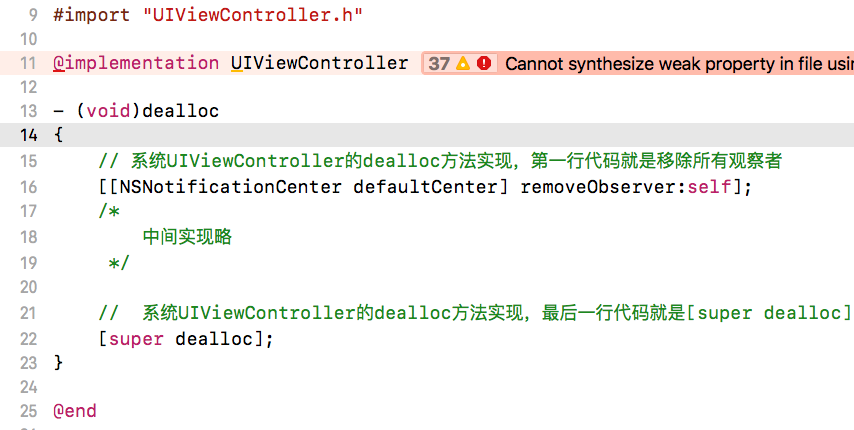 9 #import "UIViewController.h"
10
11 @implementation UIViewController 37 Cannot synthesize weak property in file usin
12
13 - (void)dealloc
14 {
15 // 系统UIViewController的dealloc方法实现，第一行代码就是移除所有观察者
16 [[NSNotificationCenter defaultCenter] removeObserver:self];
17 /*
18 中间实现略
19 */
20
21 // 系统UIViewController的dealloc方法实现，最后一行代码就是[super dealloc]
22 [super dealloc];
23 }
24
25 @end